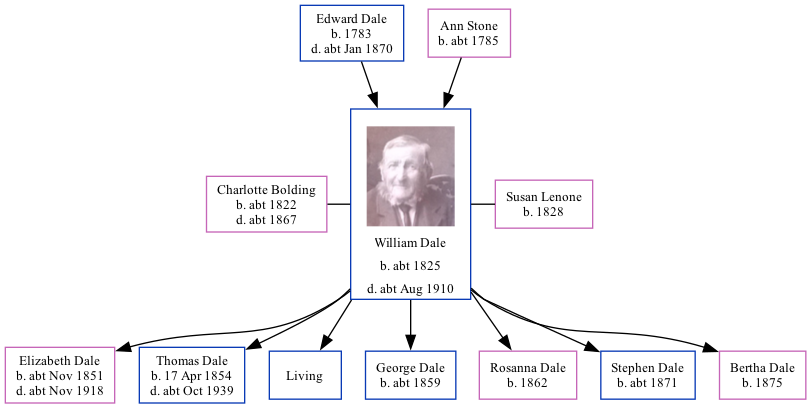 Edward Dale
b. 1783
d. abt Jan 1870
Ann Stone
b. abt 1785
Charlotte Bolding
b. abt 1822
d. abt 1867
William Dale
b. abt 1825
d. abt Aug 1910
Susan Lenone
b. 1828
Elizabeth Dale
b. abt Nov 1851
d. abt Nov 1918
Thomas Dale
b. 17 Apr 1854
d. abt Oct 1939
Living
George Dale
b. abt 1859
Rosanna Dale
b. 1862
Stephen Dale
b. abt 1871
Bertha Dale
b. 1875